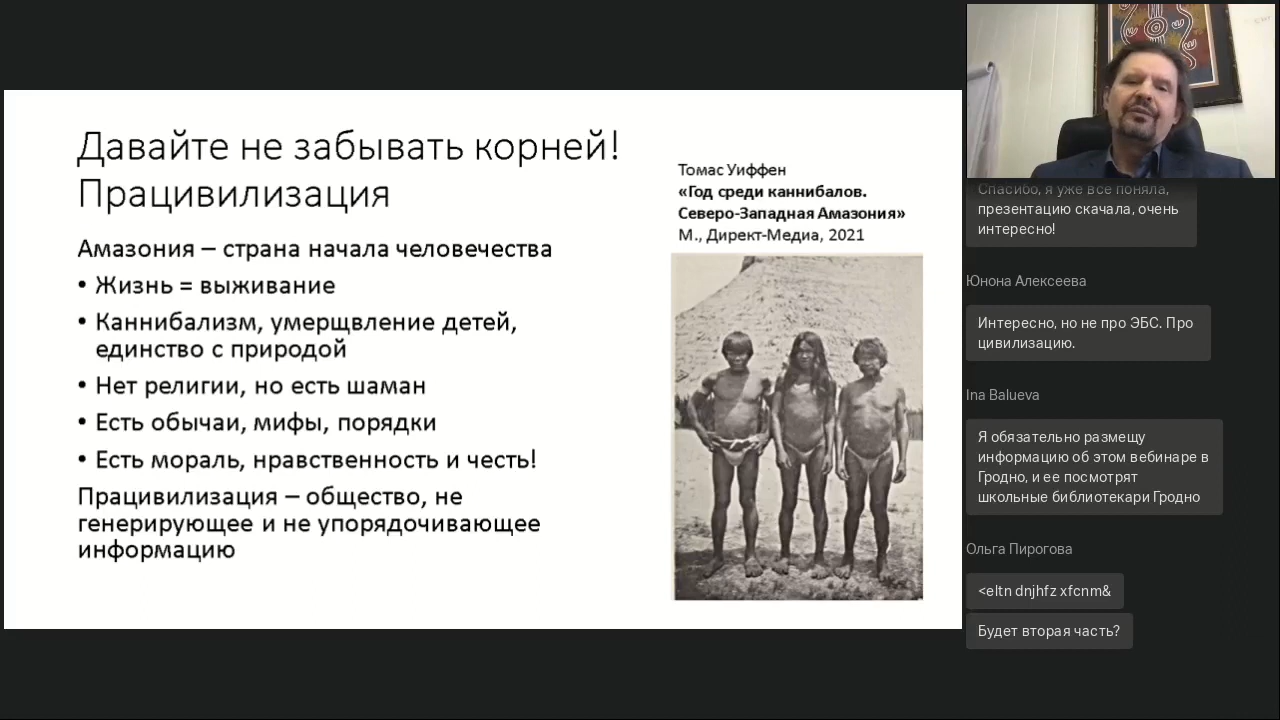 Давайте не забывать корней!
Працивилизация
Амазония – страна начала человечества
• Жизнь = выживание
• Каннибализм, умерщвление детей,
единство с природой
• Нет религии, но есть шаман
• Есть обычаи, мифы, порядки
• Есть мораль, нравственность и честь!
Працивилизация – общество, не
генерирующее и не упорядочивающее
информацию
Томас Уиффен
«Год среди каннибалов.
Северо-Западная Амазония»
М., Директ-Медиа, 2021
Спасибо, я уже все поняла,
презентацию скачала, очень
интересно!
Юнона Алексеева
Интересно, но не про ЭБС. Про
цивилизацию.
Ina Balueva
Я обязательно размещу
информацию об этом вебинаре в
Гродно, и ее посмотрят
школьные библиотекари Гродно
Ольга Пирогова
<eltn dnjhfz xfcnm&
Будет вторая часть?